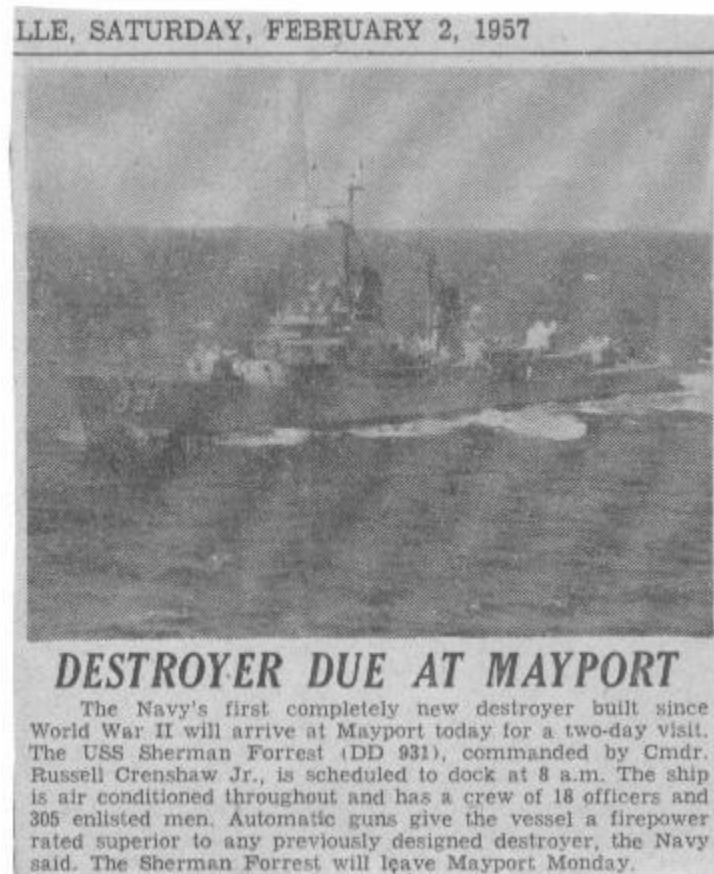 LLE, SATURDAY, FEBRUARY 2, 1957
931
DESTROYER DUE AT MAYPORT
The Navy's first completely new destroyer built since
World War II will arrive at Mayport today for a two-day visit.
The USS Sherman Forrest (DD 931), commanded by Cmdr.
Russell Crenshaw Jr., is scheduled to dock at 8 a.m. The ship
is air conditioned throughout and has a crew of 18 officers and
305 enlisted men. Automatic guns give the vessel a firepower
rated superior to any previously designed destroyer, the Navy
said. The Sherman Forrest will leave Mayport Monday.